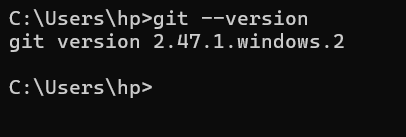 C:\Users\hp>git --version
git version 2.47.1.windows.2
C:\Users\hp>